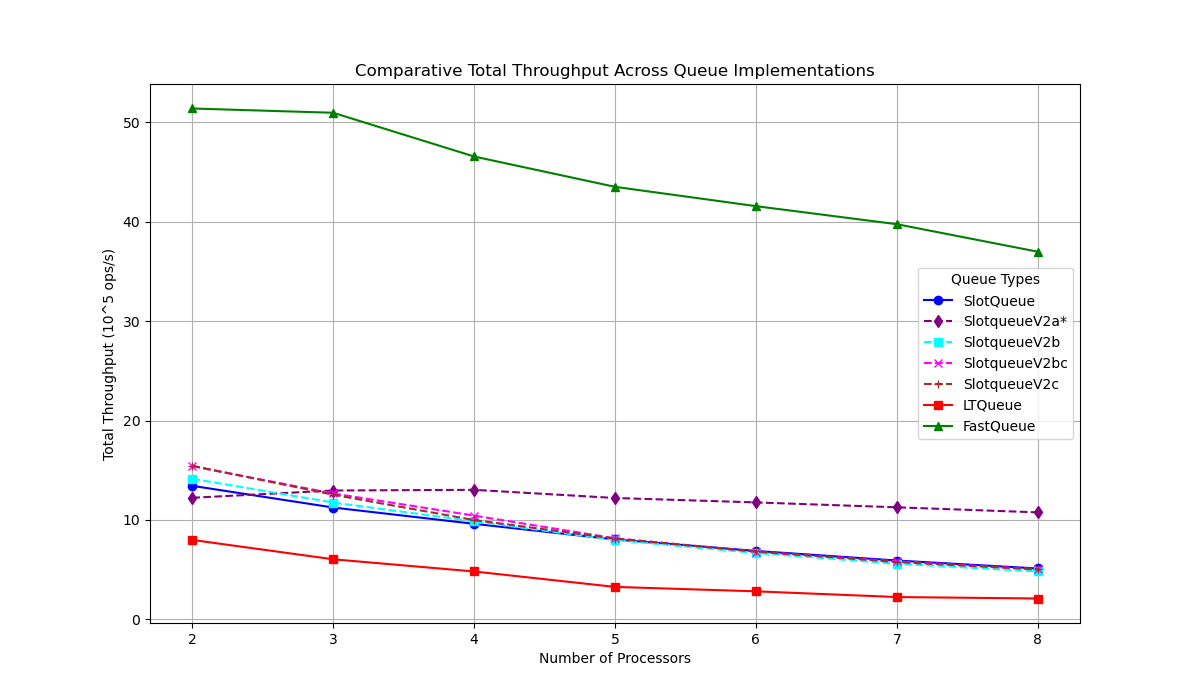 Comparative Total Throughput Across Queue Implementations
Total Throughput (10^5 ops/s)
50
40
30
20
10
0
Queue Types
SlotQueue
SlotqueueV2a*
SlotqueueV2b
SlotqueueV2bc
SlotqueueV2c
LTQueue
FastQueue
2 3 4 5 6 7 8
Number of Processors